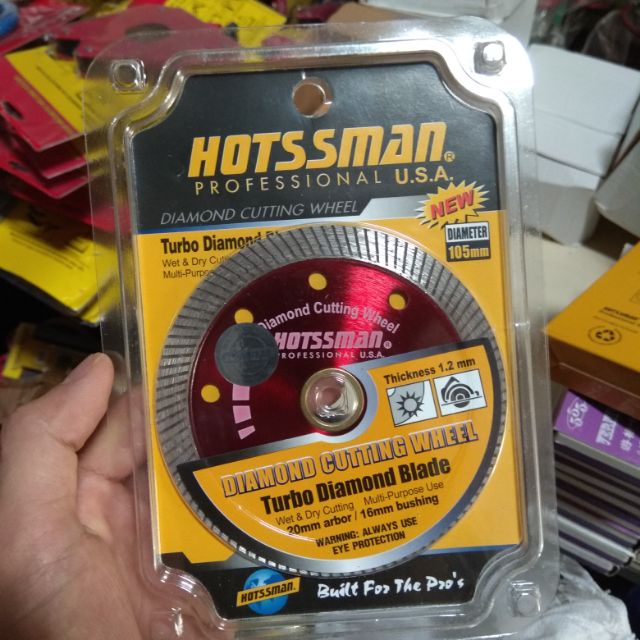 HOTSSMAN®
PROFESSIONAL U.S.A.
DIAMOND CUTTING WHEEL
NEW
DIAMETER
105mm
Turbo Diamond
Wet & Dry
Multi-Purpose
Diamond Cutting Wheel
HOTSSMAN®
PROFESSIONAL U.S.A.
Thickness 1.2 mm
DIAMOND CUTTING WHEEL
Turbo Diamond Blade
Wet & Dry Cutting Multi-Purpose Use
20mm arbor / 16mm bushing
WARNING: ALWAYS USE
EYE PROTECTION
HOTSSMAN
Built For The Pro's